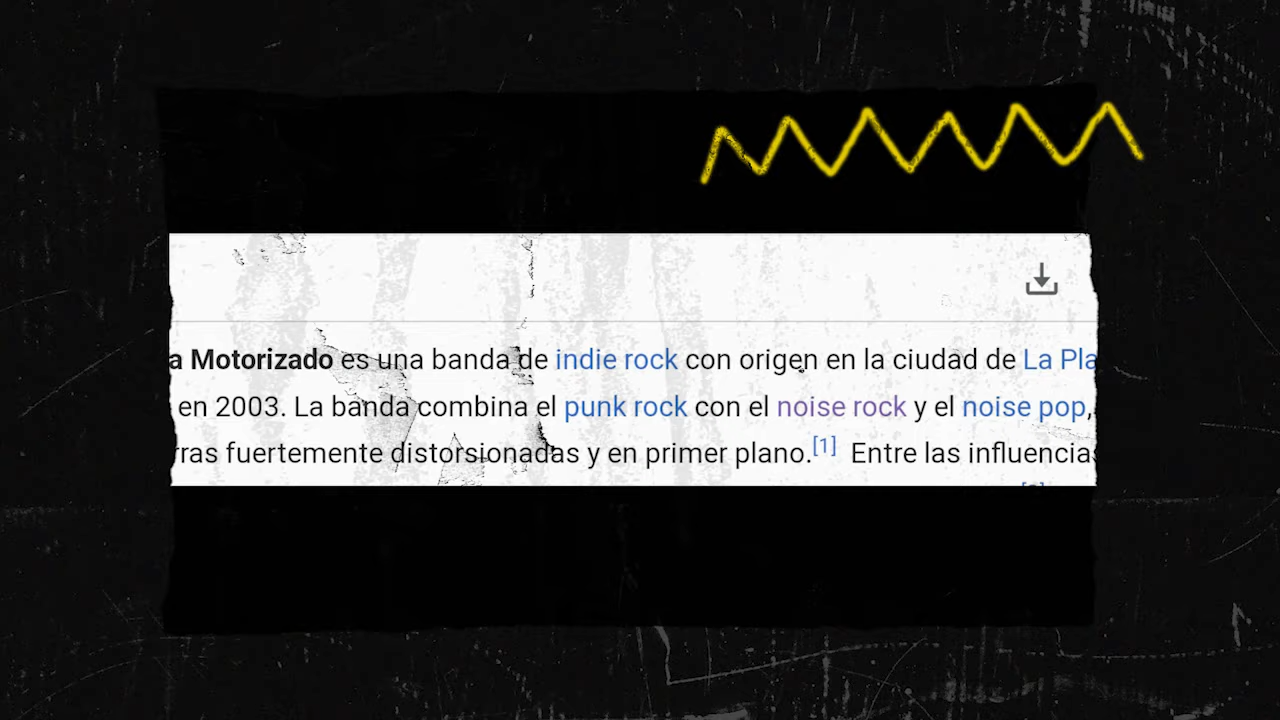 a Motorizado es una banda de indie rock con origen en la ciudad de La Pla
en 2003. La banda combina el punk rock con el noise rock y el noise pop,
rras fuertemente distorsionadas y en primer plano.[1] Entre las influencias